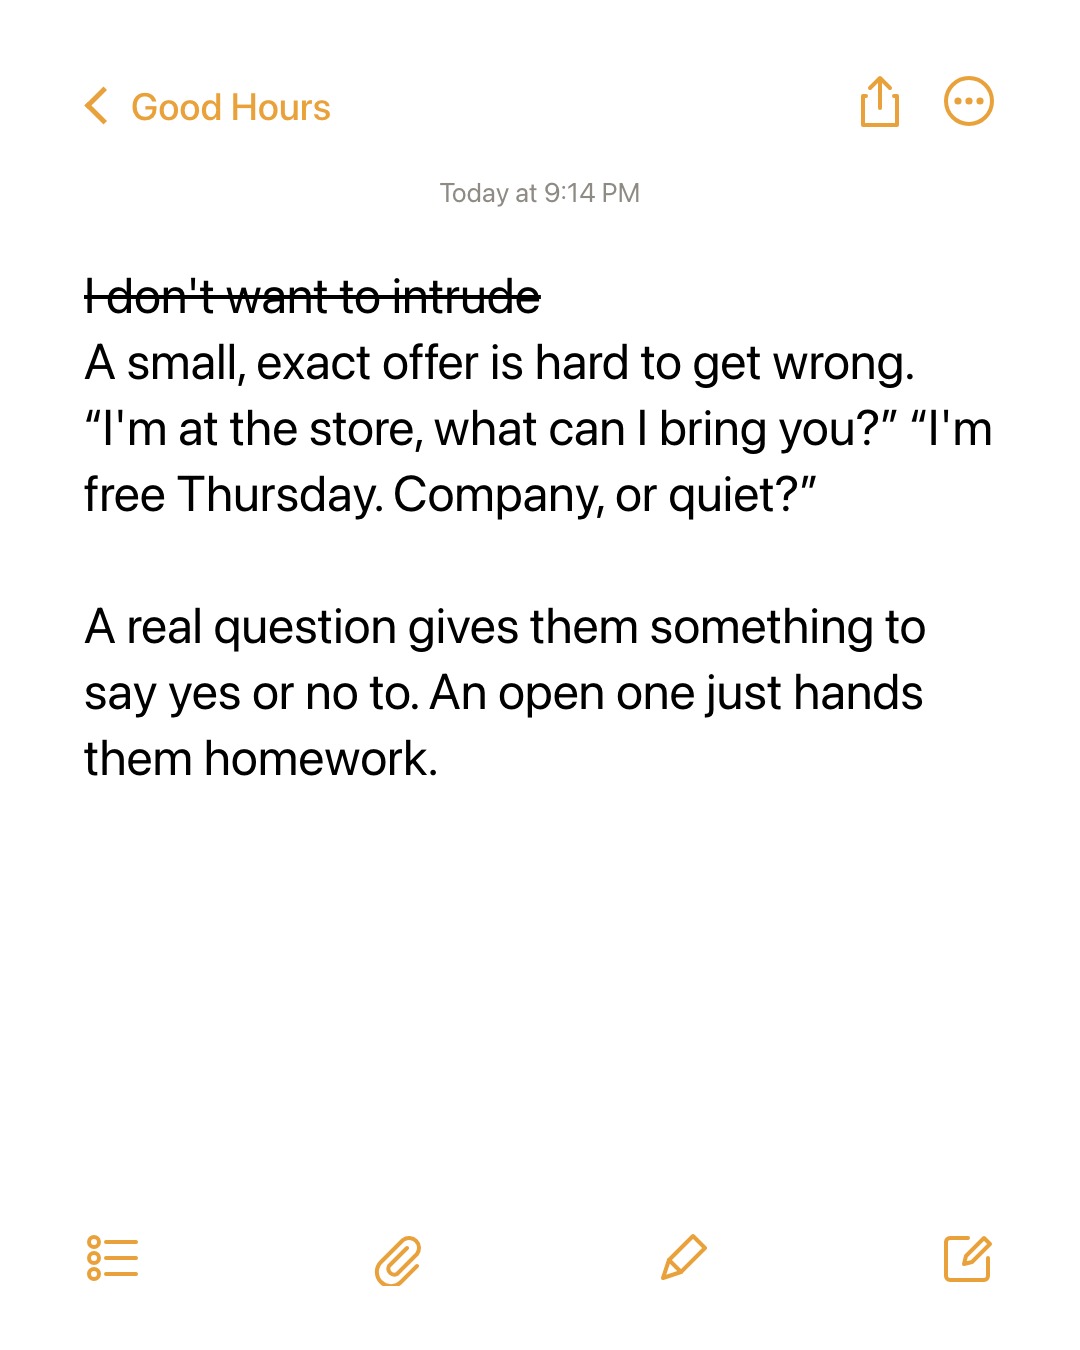 Good Hours
Today at 9:14 PM
I don't want to intrude
A small, exact offer is hard to get wrong.
“I'm at the store, what can I bring you?” “I'm
free Thursday. Company, or quiet?”
A real question gives them something to
say yes or no to. An open one just hands
them homework.